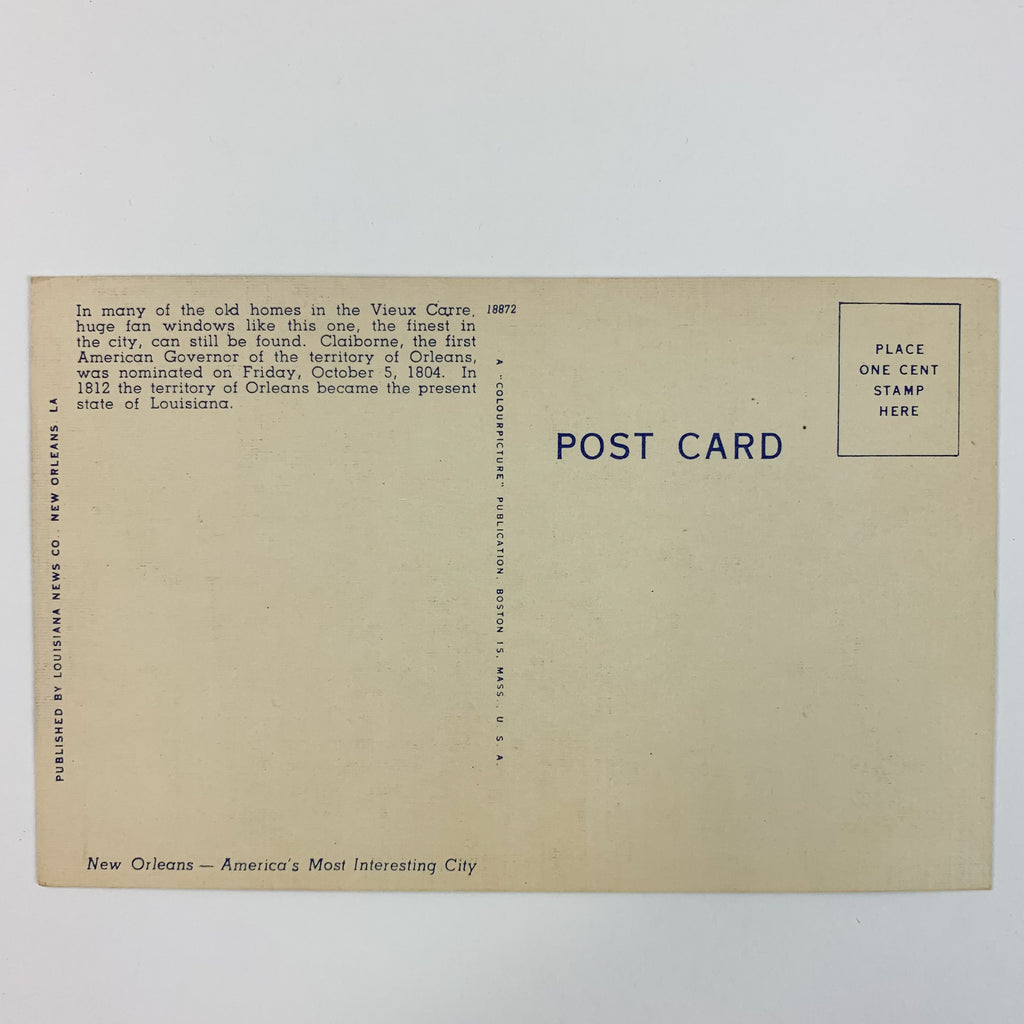 In many of the old homes in the Vieux Carre,
huge fan windows like this one, the finest in
the city, can still be found. Claiborne, the first
American Governor of the territory of Orleans,
was nominated on Friday, October 5, 1804. In
1812 the territory of Orleans became the present
state of Louisiana.
18872
PUBLISHED BY LOUISIANA NEWS CO., NEW ORLEANS LA
A "COLOURPICTURE" PUBLICATION, BOSTON 15, MASS., U. S. A.
POST CARD
PLACE
ONE CENT
STAMP
HERE
New Orleans — America's Most Interesting City